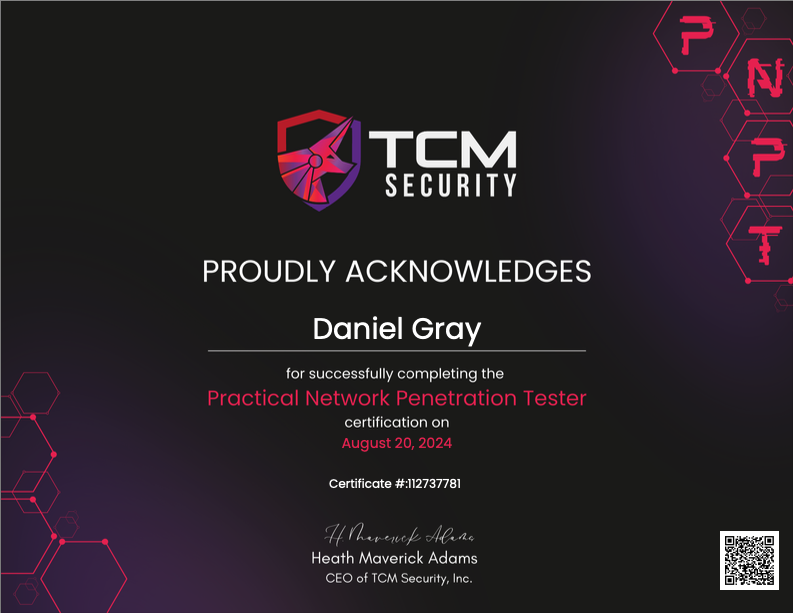 P
N
P
T
TCM
SECURITY
PROUDLY ACKNOWLEDGES
Daniel Gray
for successfully completing the
Practical Network Penetration Tester
certification on
August 20, 2024
Certificate #:112737781
H Maverick Adams
Heath Maverick Adams
CEO of TCM Security, Inc.